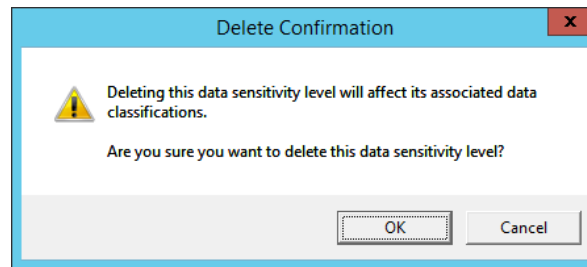 Delete Confirmation
x
Deleting this data sensitivity level will affect its associated data
classifications.
Are you sure you want to delete this data sensitivity level?
OK
Cancel